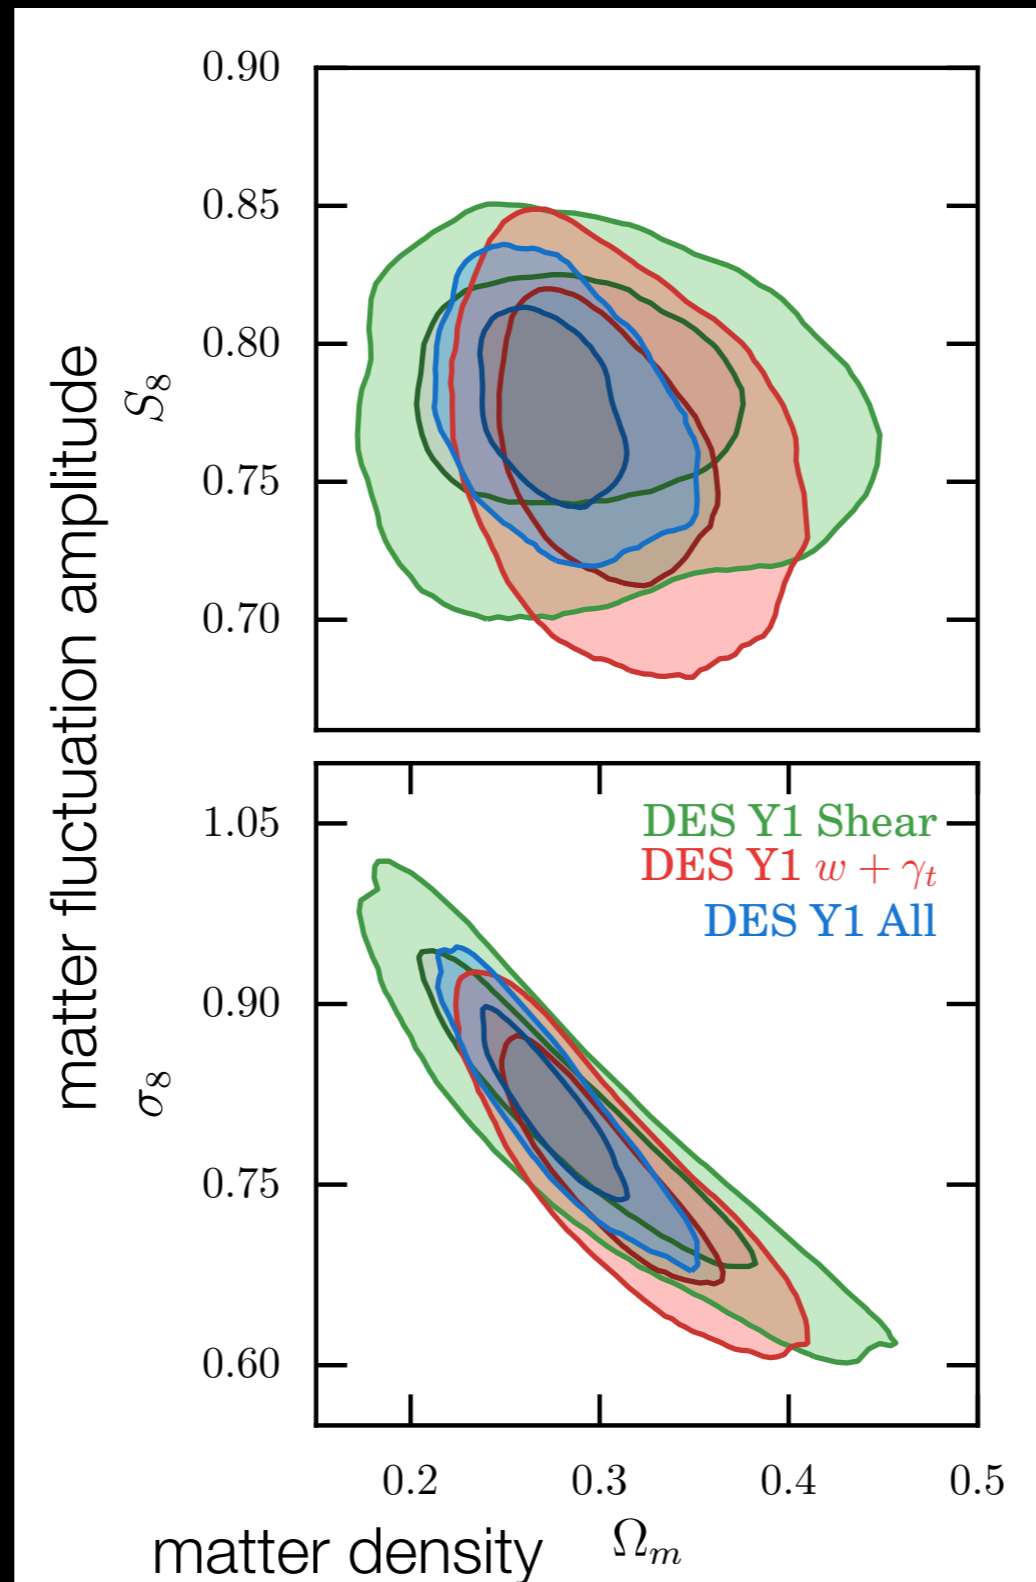 0.90
0.85
0.80
0.75
0.70
S₈
matter fluctuation amplitude
1.05
0.90
0.75
0.60
σ₈
DES Y1 Shear
DES Y1 w + γₜ
DES Y1 All
0.2 0.3 0.4 0.5
matter density Ωₘ